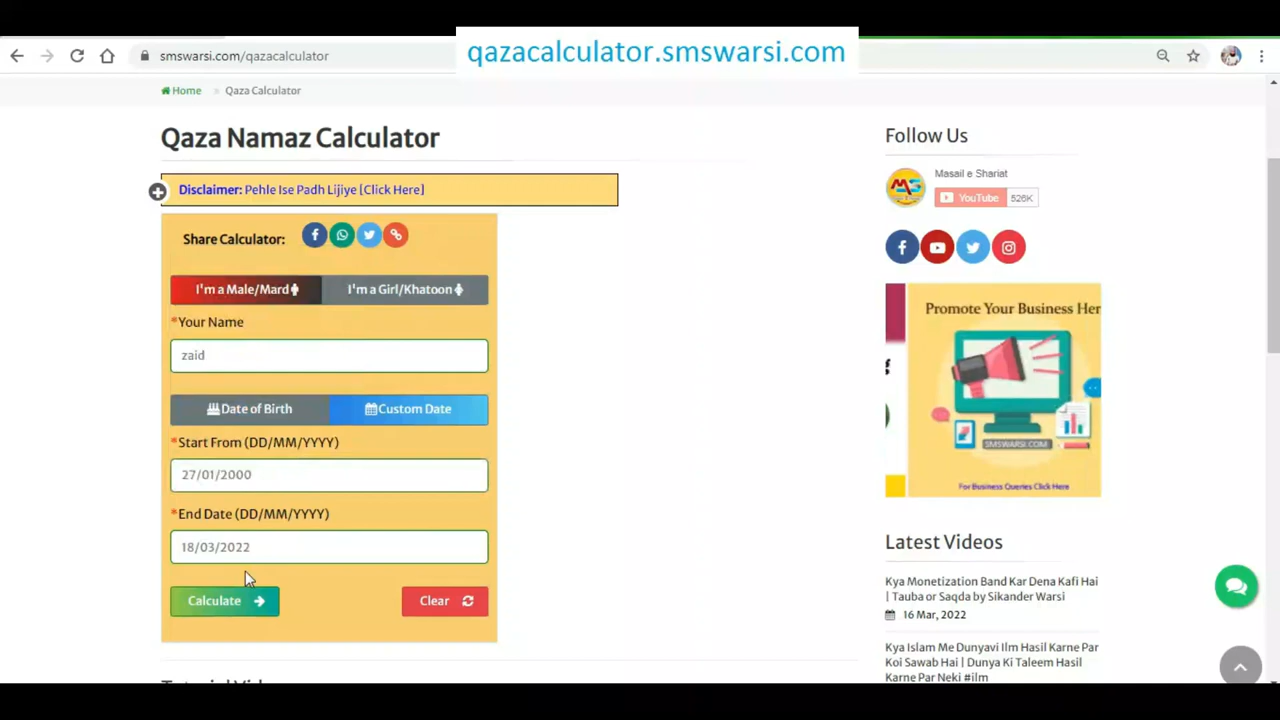 qazacalculator.smswarsi.com
smswarsi.com/qazacalculator
Home » Qaza Calculator
Qaza Namaz Calculator
Disclaimer: Pehle Ise Padh Lijiye [Click Here]
Share Calculator:
I'm a Male/Mard
I'm a Girl/Khatoon
*Your Name
zaid
Date of Birth
Custom Date
*Start From (DD/MM/YYYY)
27/01/2000
*End Date (DD/MM/YYYY)
18/03/2022
Calculate
Clear
Follow Us
Masail e Shariat
YouTube 526K
Promote Your Business Her
SMSWARSI.COM
For Business Queries Click Here
Latest Videos
Kya Monetization Band Kar Dena Kafi Hai
| Tauba or Saqda by Sikander Warsi
16 Mar, 2022
Kya Islam Me Dunyavi Ilm Hasil Karne Par
Koi Sawab Hai | Dunya Ki Taleem Hasil
Karne Par Neki #ilm